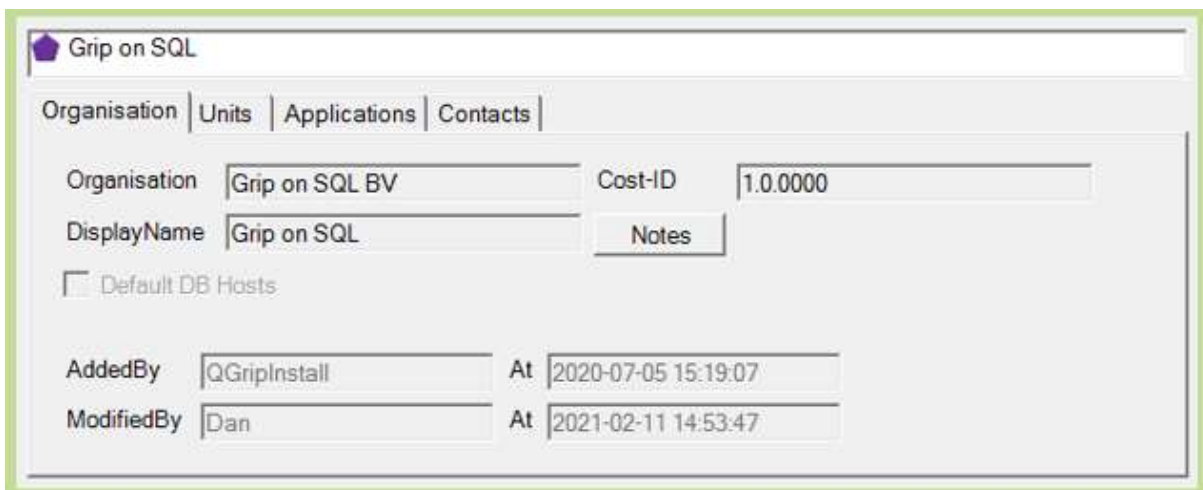 Grip on SQL
Organisation Units Applications Contacts
Organisation Grip on SQL BV Cost-ID 1.0.0000
DisplayName Grip on SQL Notes
Default DB Hosts
AddedBy QGripInstall At 2020-07-05 15:19:07
ModifiedBy Dan At 2021-02-11 14:53:47